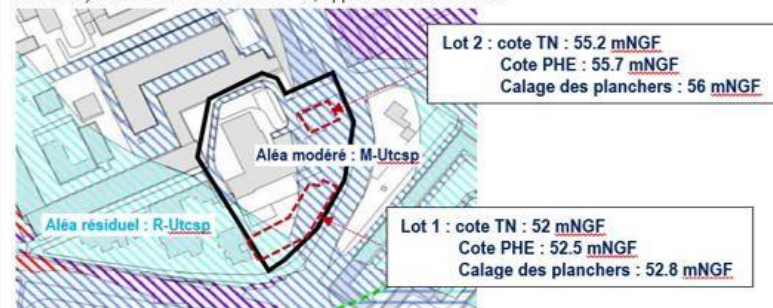 Lot 2 : cote TN : 55.2 mNGF
Cote PHE : 55.7 mNGF
Calage des planchers : 56 mNGF
Aléa modéré : M-Utcsp
Aléa résiduel : R-Utcsp
Lot 1 : cote TN : 52 mNGF
Cote PHE : 52.5 mNGF
Calage des planchers : 52.8 mNGF